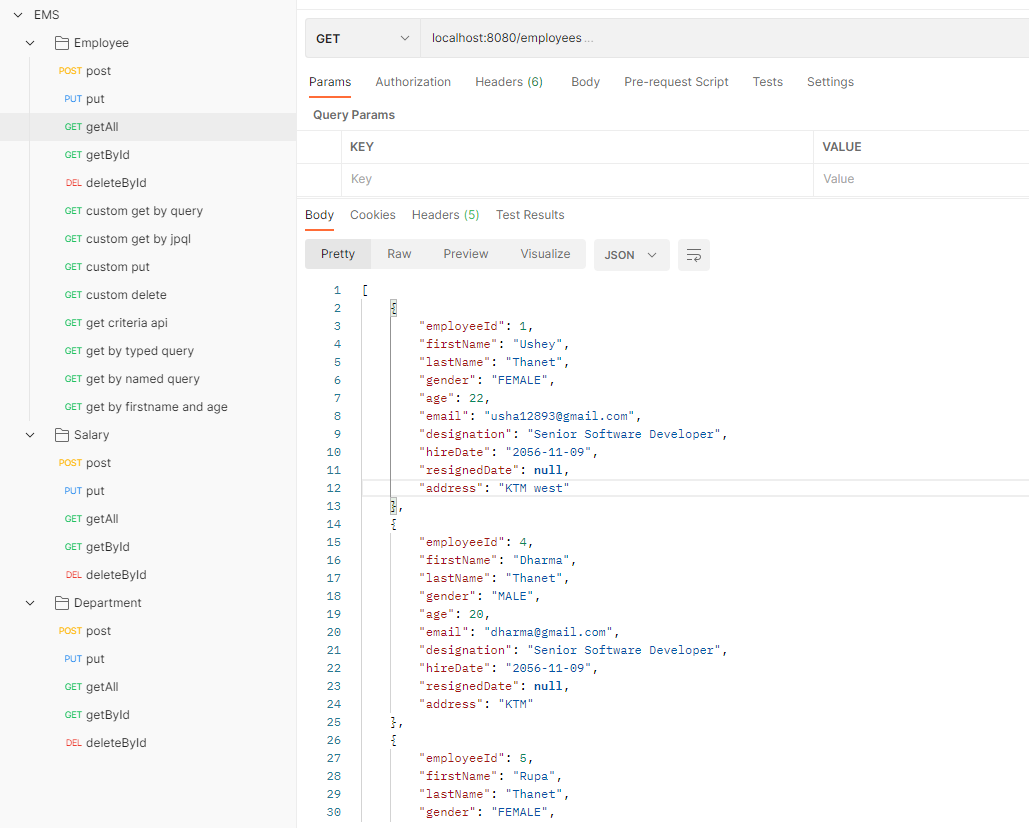 EMS
Employee
POST post
PUT put
GET getAll
GET getById
DEL deleteById
GET custom get by query
GET custom get by jpql
GET custom put
GET custom delete
GET get criteria api
GET get by typed query
GET get by named query
GET get by firstname and age
Salary
POST post
PUT put
GET getAll
GET getById
DEL deleteById
Department
POST post
PUT put
GET getAll
GET getById
DEL deleteById
GET localhost:8080/employees ...
Params Authorization Headers (6) Body Pre-request Script Tests Settings
Query Params
KEY VALUE
Key Value
Body Cookies Headers (5) Test Results
Pretty Raw Preview Visualize JSON
1 [
2 {
3 "employeeId": 1,
4 "firstName": "Ushey",
5 "lastName": "Thanet",
6 "gender": "FEMALE",
7 "age": 22,
8 "email": "usha12893@gmail.com",
9 "designation": "Senior Software Developer",
10 "hireDate": "2056-11-09",
11 "resignedDate": null,
12 "address": "KTM west"
13 },
14 {
15 "employeeId": 4,
16 "firstName": "Dharma",
17 "lastName": "Thanet",
18 "gender": "MALE",
19 "age": 20,
20 "email": "dharma@gmail.com",
21 "designation": "Senior Software Developer",
22 "hireDate": "2056-11-09",
23 "resignedDate": null,
24 "address": "KTM"
25 },
26 {
27 "employeeId": 5,
28 "firstName": "Rupa",
29 "lastName": "Thanet",
30 "gender": "FEMALE",